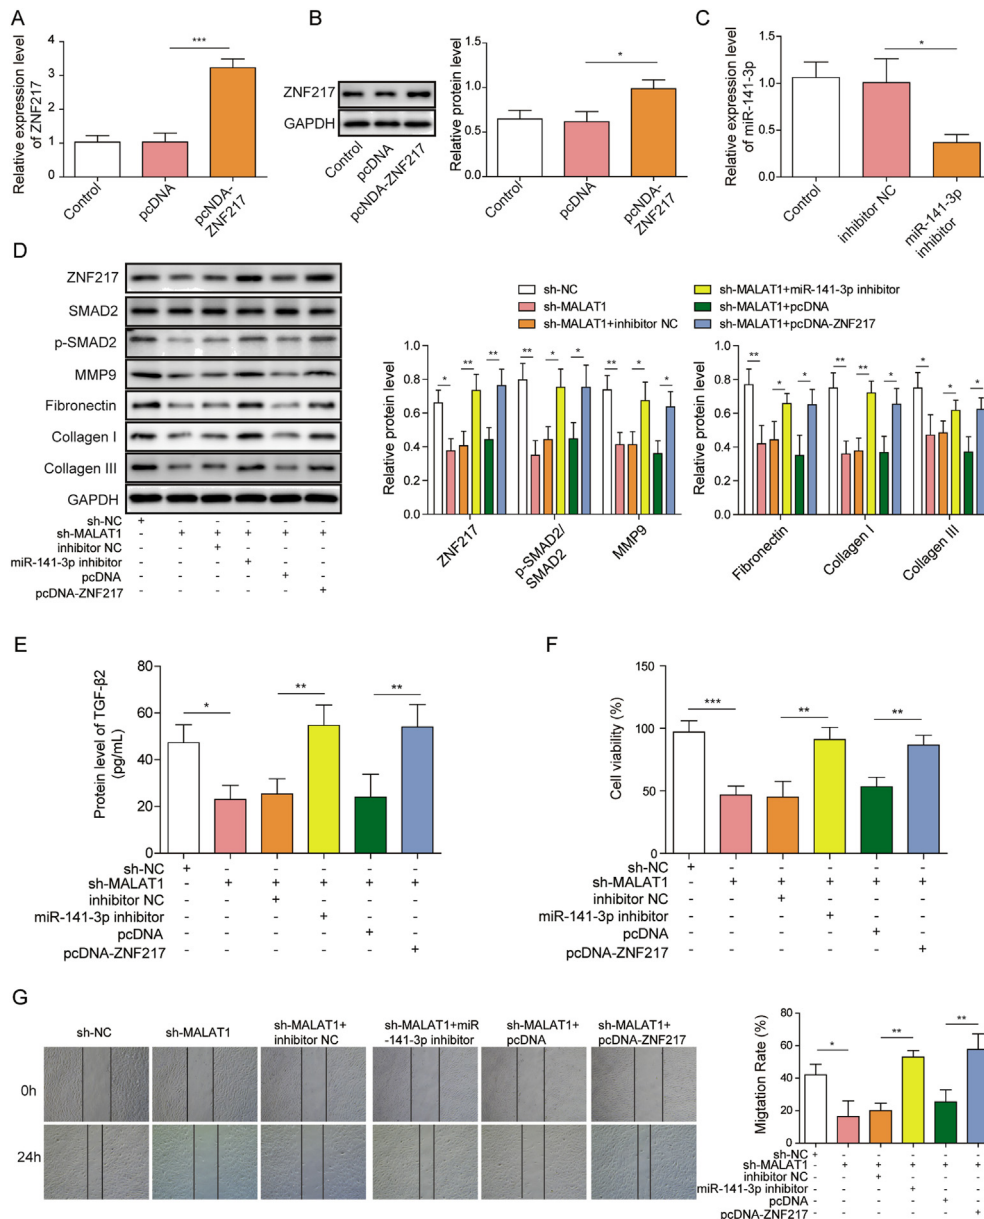 A
Relative expression level
of ZNF217
4
3
2
1
0
***
Control
pcDNA
pcNDA-
ZNF217
B
ZNF217
GAPDH
Control
pcDNA
pcNDA-ZNF217
Relative protein level
1.5
1.0
0.5
0.0
*
Control
pcDNA
pcNDA-
ZNF217
C
Relative expression level
of miR-141-3p
1.5
1.0
0.5
0.0
*
Control
inhibitor NC
miR-141-3p
inhibitor
D
ZNF217
SMAD2
p-SMAD2
MMP9
Fibronectin
Collagen I
Collagen III
GAPDH
sh-NC + - - - - -
sh-MALAT1 - + + + + +
inhibitor NC - - + - - -
miR-141-3p inhibitor - - - + - -
pcDNA - - - - + -
pcDNA-ZNF217 - - - - - +
sh-NC
sh-MALAT1
sh-MALAT1+inhibitor NC
sh-MALAT1+miR-141-3p inhibitor
sh-MALAT1+pcDNA
sh-MALAT1+pcDNA-ZNF217
Relative protein level
1.0
0.8
0.6
0.4
0.2
0.0
* ** ** ** * * ** * *
ZNF217
p-SMAD2/
SMAD2
MMP9
Relative protein level
1.0
0.8
0.6
0.4
0.2
0.0
** * * ** ** * * * *
Fibronectin
Collagen I
Collagen III
E
Protein level of TGF-β2
(pg/mL)
80
60
40
20
0
* ** **
sh-NC + - - - - -
sh-MALAT1 - + + + + +
inhibitor NC - - + - - -
miR-141-3p inhibitor - - - + - -
pcDNA - - - - + -
pcDNA-ZNF217 - - - - - +
F
Cell viability (%)
150
100
50
0
*** ** **
sh-NC + - - - - -
sh-MALAT1 - + + + + +
inhibitor NC - - + - - -
miR-141-3p inhibitor - - - + - -
pcDNA - - - - + -
pcDNA-ZNF217 - - - - - +
G
sh-NC
sh-MALAT1
sh-MALAT1+
inhibitor NC
sh-MALAT1+miR
-141-3p inhibitor
sh-MALAT1+
pcDNA
sh-MALAT1+
pcDNA-ZNF217
0h
24h
Migtation Rate (%)
80
60
40
20
0
* ** **
sh-NC + - - - - -
sh-MALAT1 - + + + + +
inhibitor NC - - + - - -
miR-141-3p inhibitor - - - + - -
pcDNA - - - - + -
pcDNA-ZNF217 - - - - - +